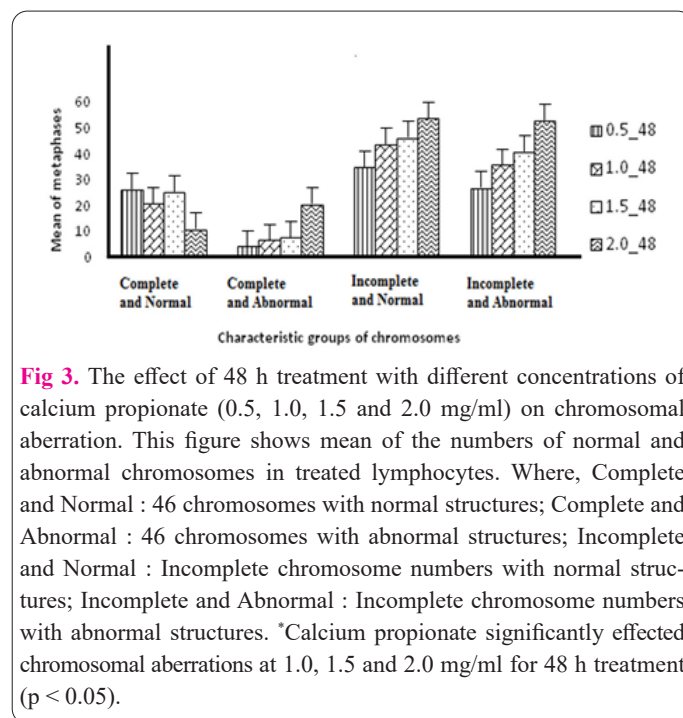 Mean of metaphases
60
50
40
30
20
10
0
Complete
and Normal
Complete
and Abnormal
Incomplete
and Normal
Incomplete
and Abnormal
Characteristic groups of chromosomes
0.5_48
1.0_48
1.5_48
2.0_48
Fig 3. The effect of 48 h treatment with different concentrations of
calcium propionate (0.5, 1.0, 1.5 and 2.0 mg/ml) on chromosomal
aberration. This figure shows mean of the numbers of normal and
abnormal chromosomes in treated lymphocytes. Where, Complete
and Normal : 46 chromosomes with normal structures; Complete and
Abnormal : 46 chromosomes with abnormal structures; Incomplete
and Normal : Incomplete chromosome numbers with normal struc-
tures; Incomplete and Abnormal : Incomplete chromosome numbers
with abnormal structures. *Calcium propionate significantly effected
chromosomal aberrations at 1.0, 1.5 and 2.0 mg/ml for 48 h treatment
(p < 0.05).